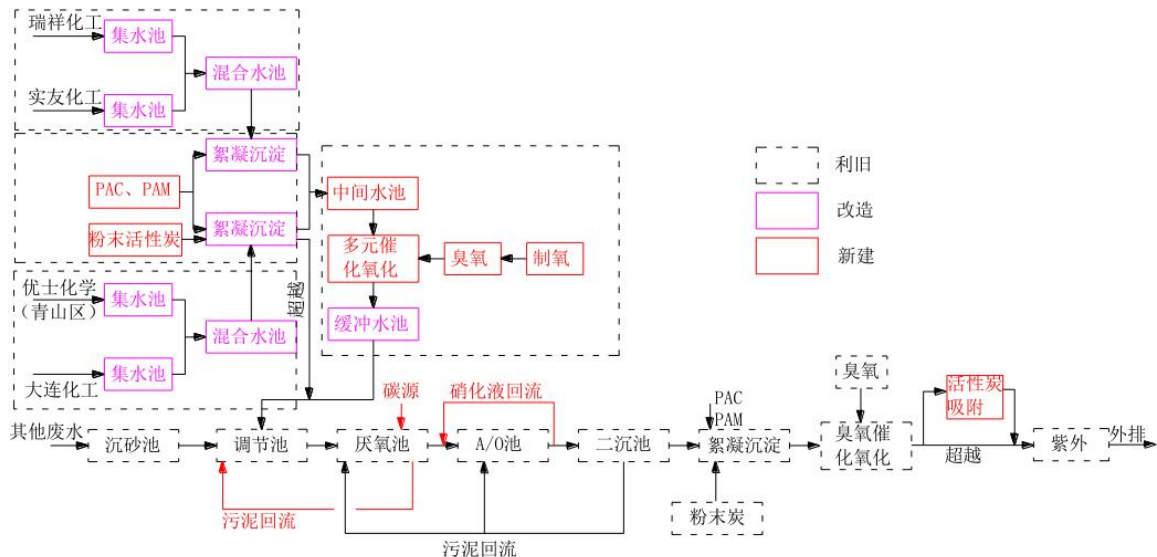 瑞祥化工
集水池
混合水池
实友化工
集水池
絮凝沉淀
PAC、PAM
絮凝沉淀
粉末活性炭
中间水池
多元催
化氧化
臭氧
制氧
缓冲水池
利旧
改造
新建
优士化学
(青山区)
集水池
混合水池
超越
大连化工
集水池
其他废水
沉砂池
调节池
碳源
厌氧池
硝化液回流
A/O池
二沉池
PAC
PAM
絮凝沉淀
臭氧
臭氧催
化氧化
活性炭
吸附
超越
紫外
外排
污泥回流
污泥回流
粉末炭